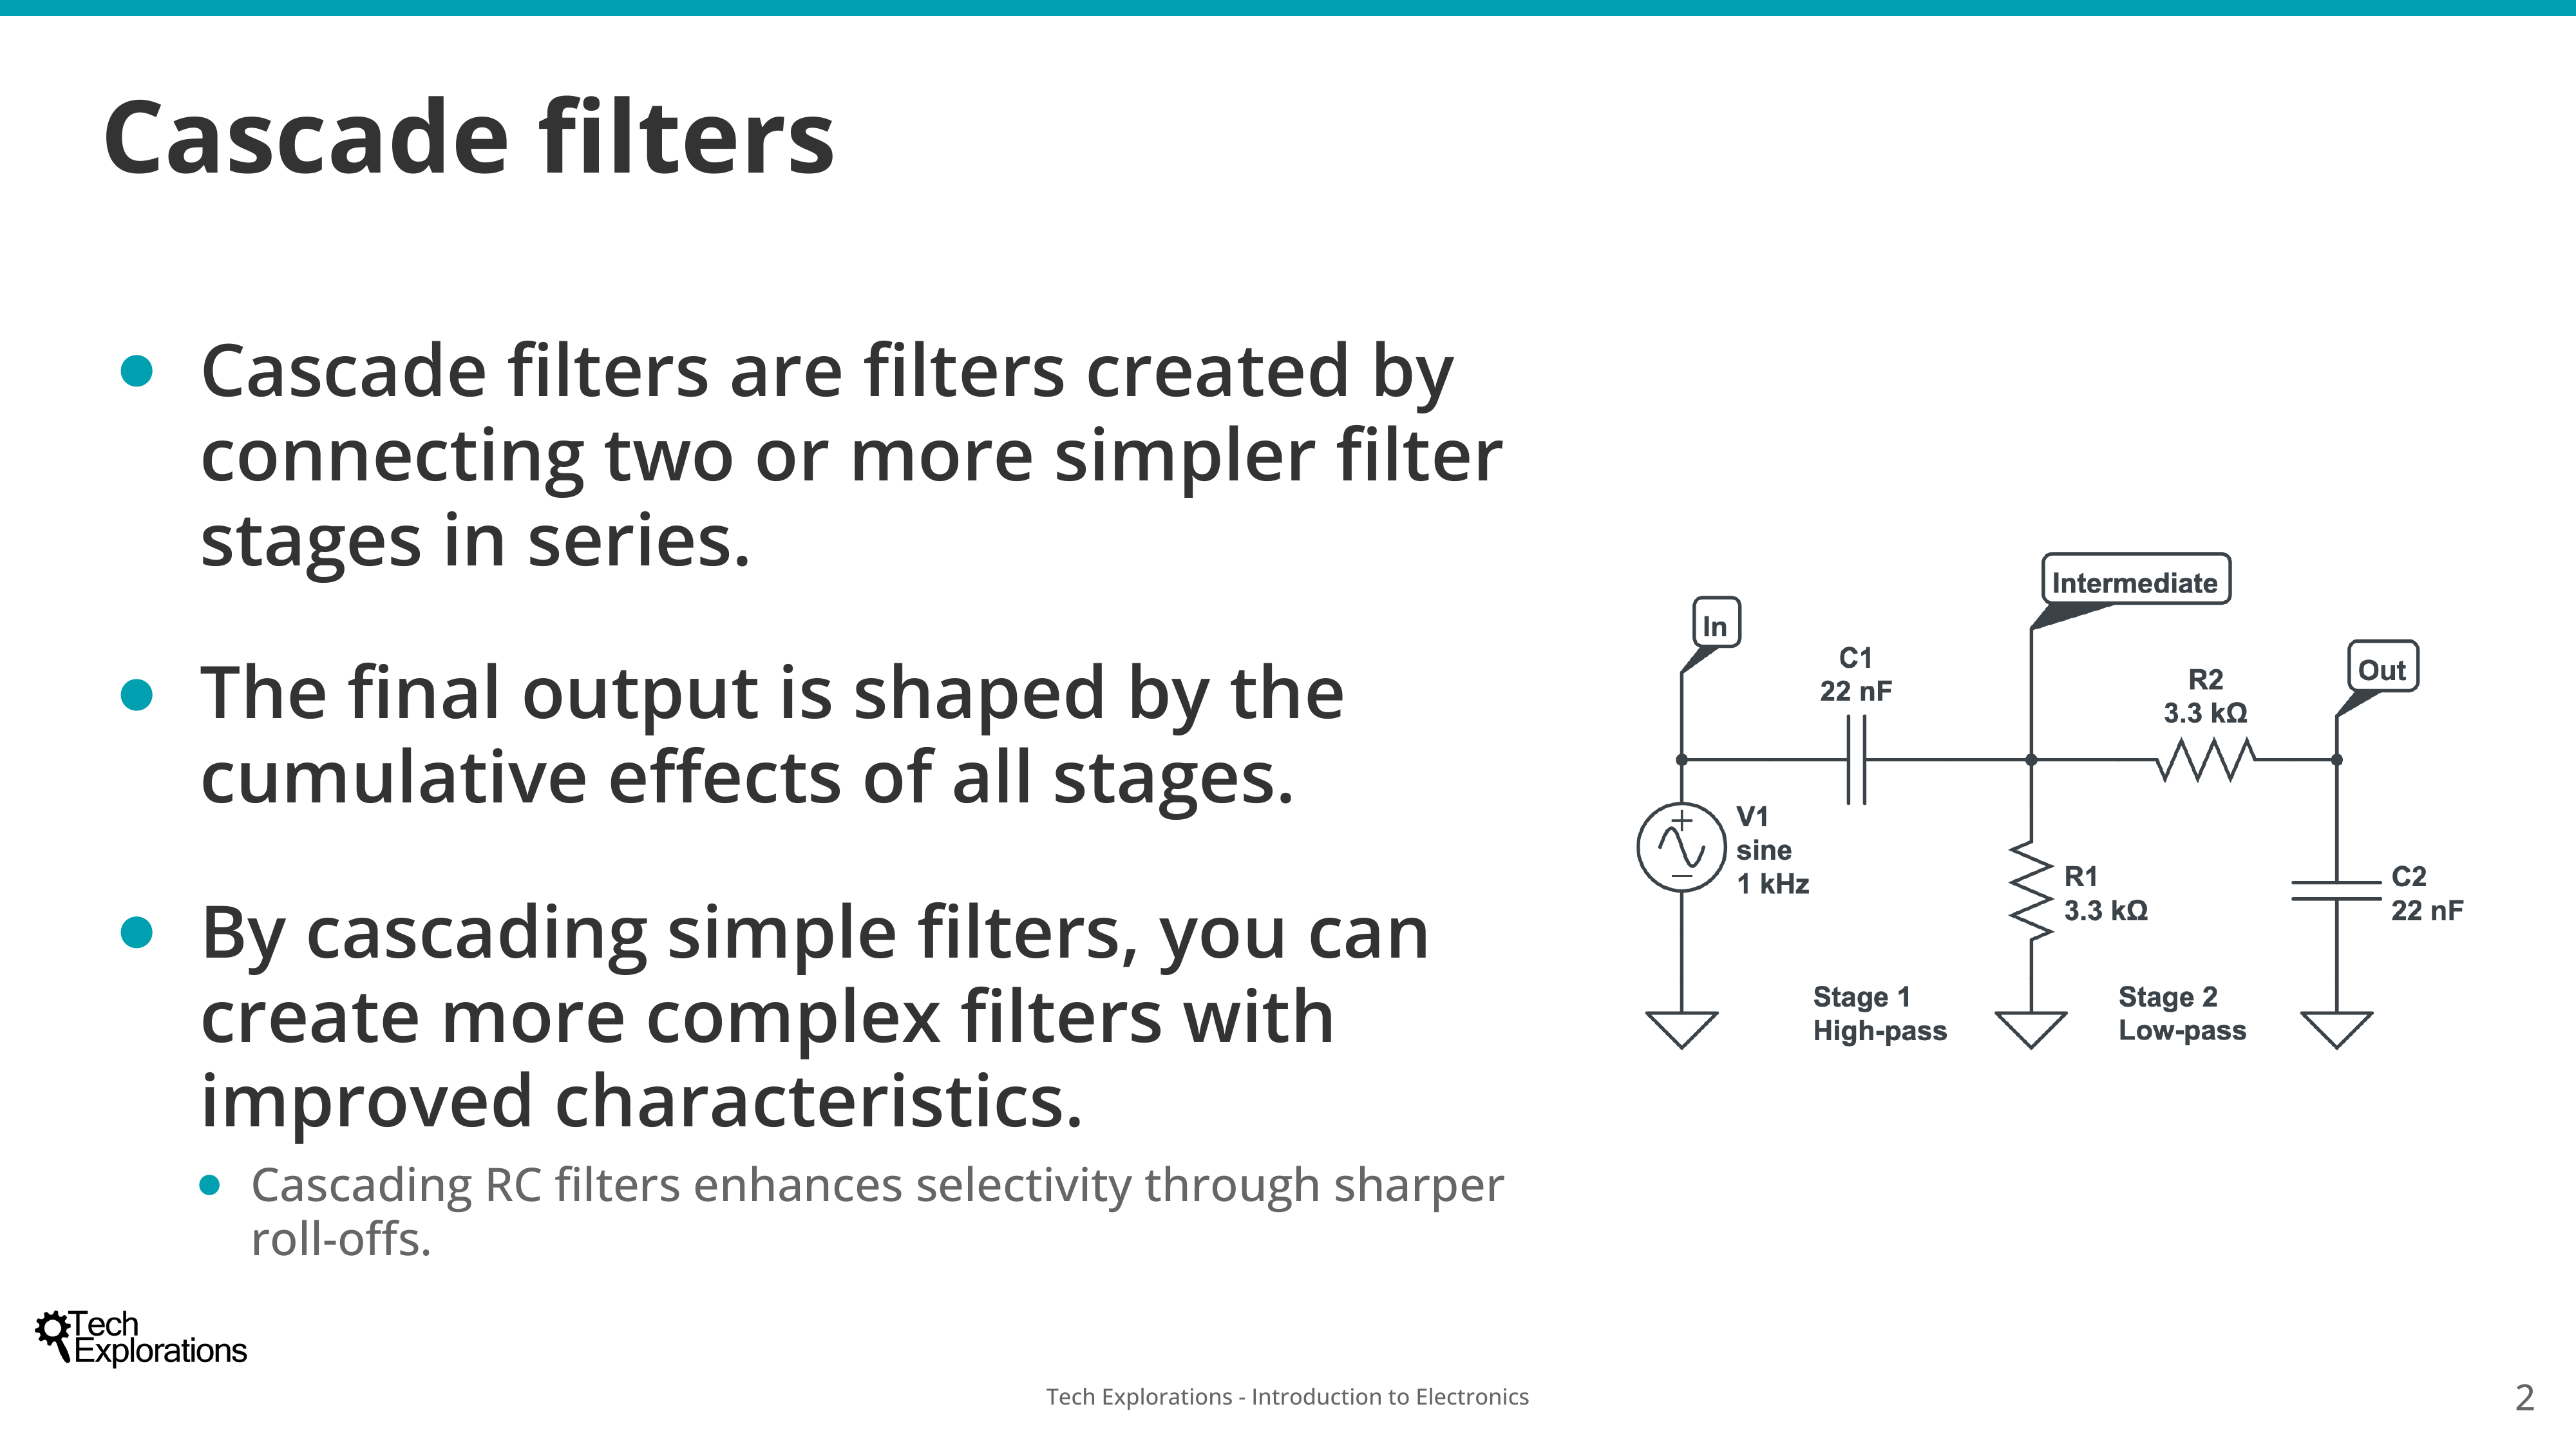 Cascade filters
Cascade filters are filters created by
connecting two or more simpler filter
stages in series.
The final output is shaped by the
cumulative effects of all stages.
By cascading simple filters, you can
create more complex filters with
improved characteristics.
Cascading RC filters enhances selectivity through sharper
roll-offs.
In
Intermediate
Out
C1
22 nF
R2
3.3 kΩ
V1
sine
1 kHz
R1
3.3 kΩ
C2
22 nF
Stage 1
High-pass
Stage 2
Low-pass
Tech
Explorations
Tech Explorations - Introduction to Electronics
2